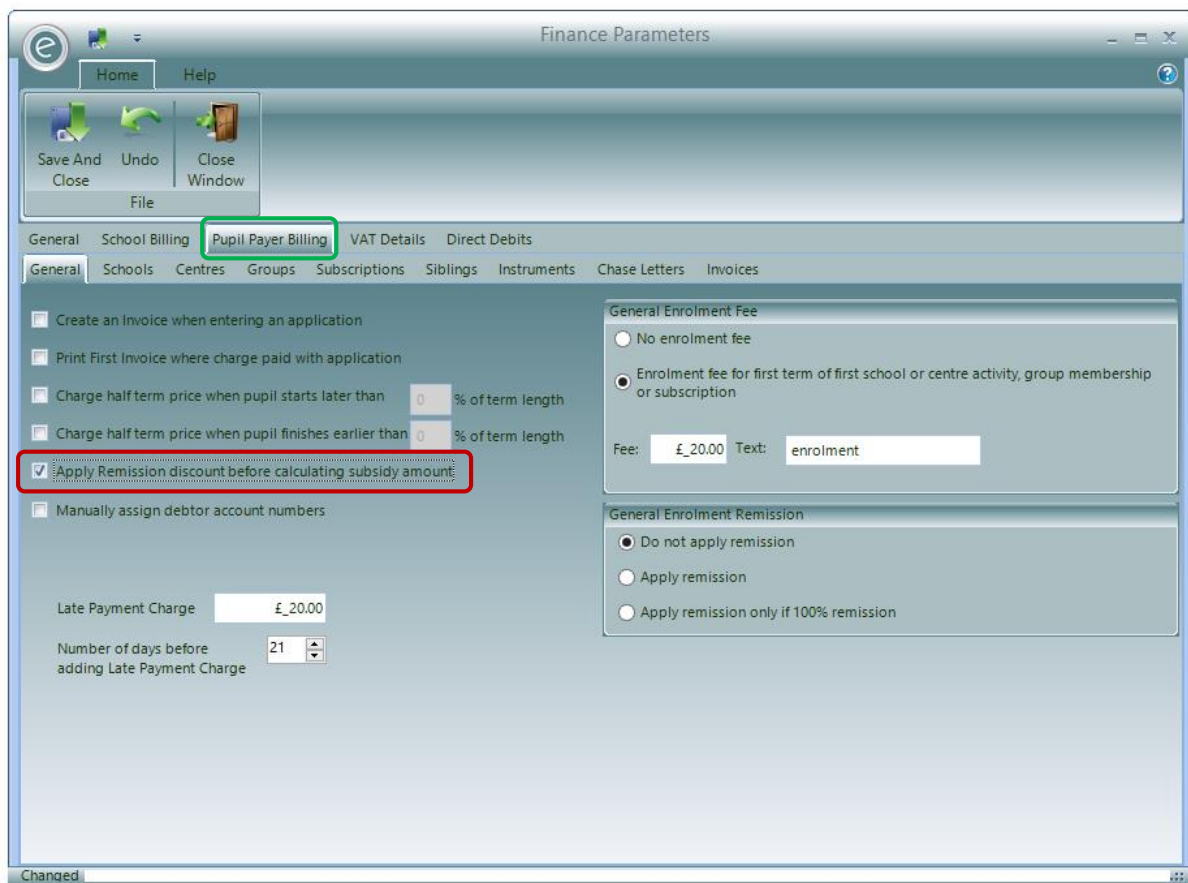 Finance Parameters
Home Help
Save And Close
Undo
Close Window
File
General School Billing Pupil Payer Billing VAT Details Direct Debits
General Schools Centres Groups Subscriptions Siblings Instruments Chase Letters Invoices
Create an Invoice when entering an application
Print First Invoice where charge paid with application
Charge half term price when pupil starts later than 0 % of term length
Charge half term price when pupil finishes earlier than 0 % of term length
Apply Remission discount before calculating subsidy amount
Manually assign debtor account numbers
Late Payment Charge £_20.00
Number of days before 21
adding Late Payment Charge
General Enrolment Fee
No enrolment fee
Enrolment fee for first term of first school or centre activity, group membership
or subscription
Fee: £_20.00 Text: enrolment
General Enrolment Remission
Do not apply remission
Apply remission
Apply remission only if 100% remission
Changed